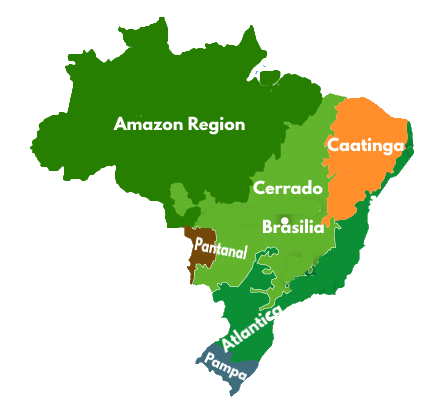 Amazon Region
Caatinga
Cerrado
Brasilia
Pantanal
Atlantica
Pampa